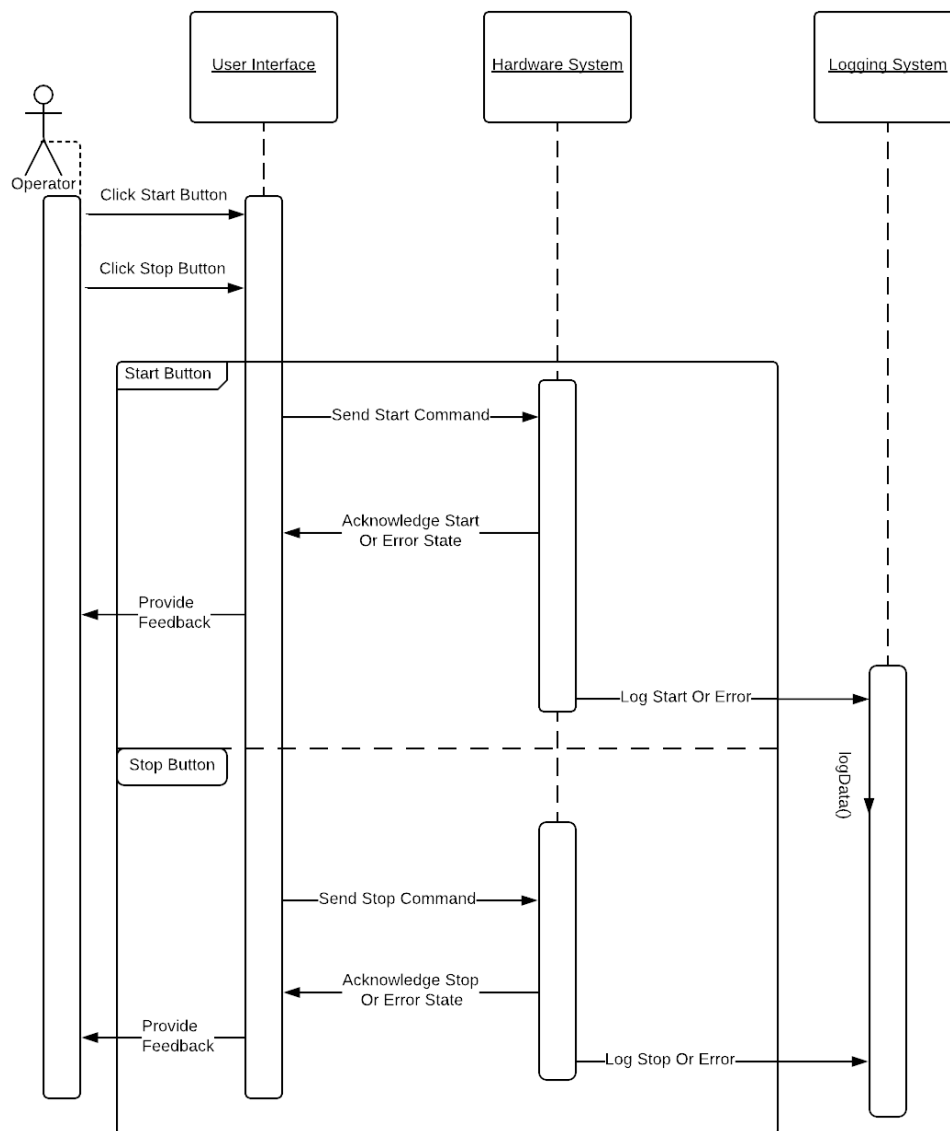 User Interface
Hardware System
Logging System
Operator
Click Start Button
Click Stop Button
Start Button
Send Start Command
Acknowledge Start
Or Error State
Provide
Feedback
Log Start Or Error
Stop Button
logData()
Send Stop Command
Acknowledge Stop
Or Error State
Provide
Feedback
Log Stop Or Error